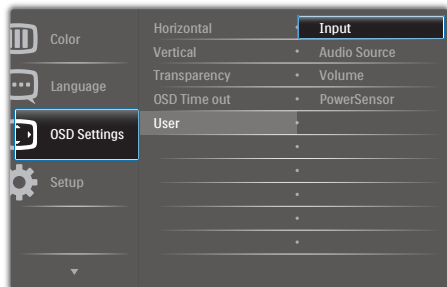 Color
Language
OSD Settings
Setup
Horizontal
Vertical
Transparency
OSD Time out
User
Input
Audio Source
Volume
PowerSensor